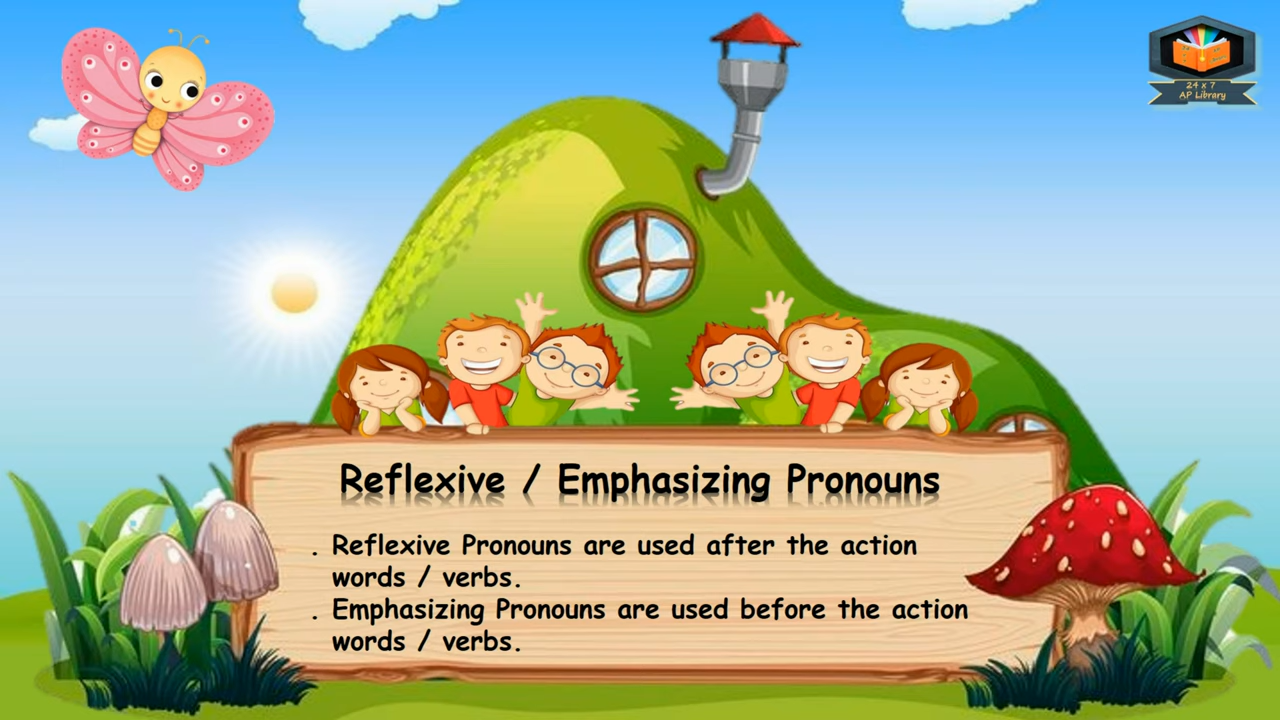 24 x 7
AP Library
Reflexive / Emphasizing Pronouns
. Reflexive Pronouns are used after the action
words / verbs.
. Emphasizing Pronouns are used before the action
words / verbs.